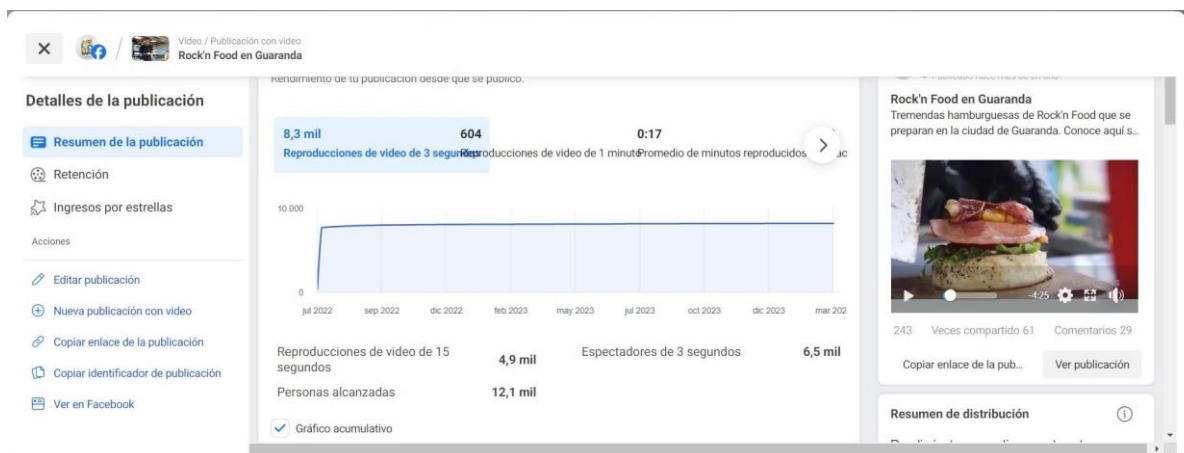 Video / Publicación con video
Rock'n Food en Guaranda
Detalles de la publicación
Resumen de la publicación
Retención
Ingresos por estrellas
Acciones
Editar publicación
Nueva publicación con video
Copiar enlace de la publicación
Copiar identificador de publicación
Ver en Facebook
Rendimiento de tu publicación desde que se publicó.
8,3 mil
Reproducciones de video de 3 segundos
604
Reproducciones de video de 1 minuto
0:17
Promedio de minutos reproducidos
10.000
0
jul 2022 sep 2022 dic 2022 feb 2023 may 2023 jul 2023 oct 2023 dic 2023 mar 202
Reproducciones de video de 15
segundos
4,9 mil
Espectadores de 3 segundos 6,5 mil
Personas alcanzadas 12,1 mil
Gráfico acumulativo
Rock'n Food en Guaranda
Tremendas hamburguesas de Rock'n Food que se
preparan en la ciudad de Guaranda. Conoce aquí s...
-4:25
243 Veces compartido 61 Comentarios 29
Copiar enlace de la pub... Ver publicación
Resumen de distribución